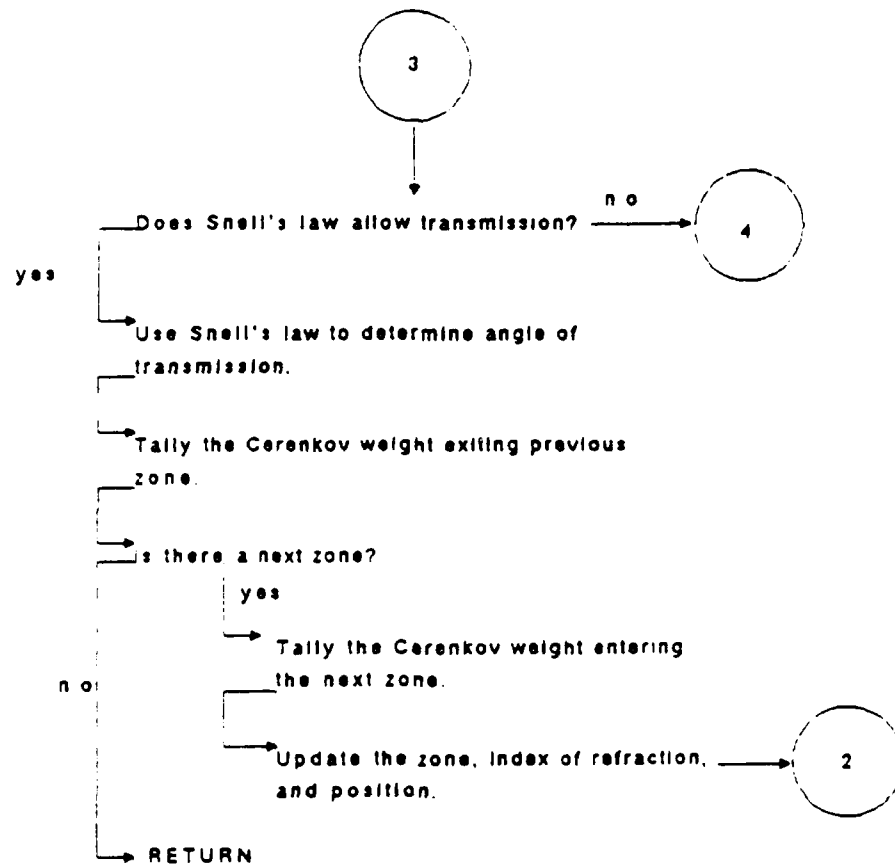 3
Does Snell's law allow transmission?
no
4
yes
Use Snell's law to determine angle of
transmission.
Tally the Cerenkov weight exiting previous
zone.
Is there a next zone?
yes
Tally the Cerenkov weight entering
the next zone.
no
Update the zone, index of refraction,
and position.
2
RETURN